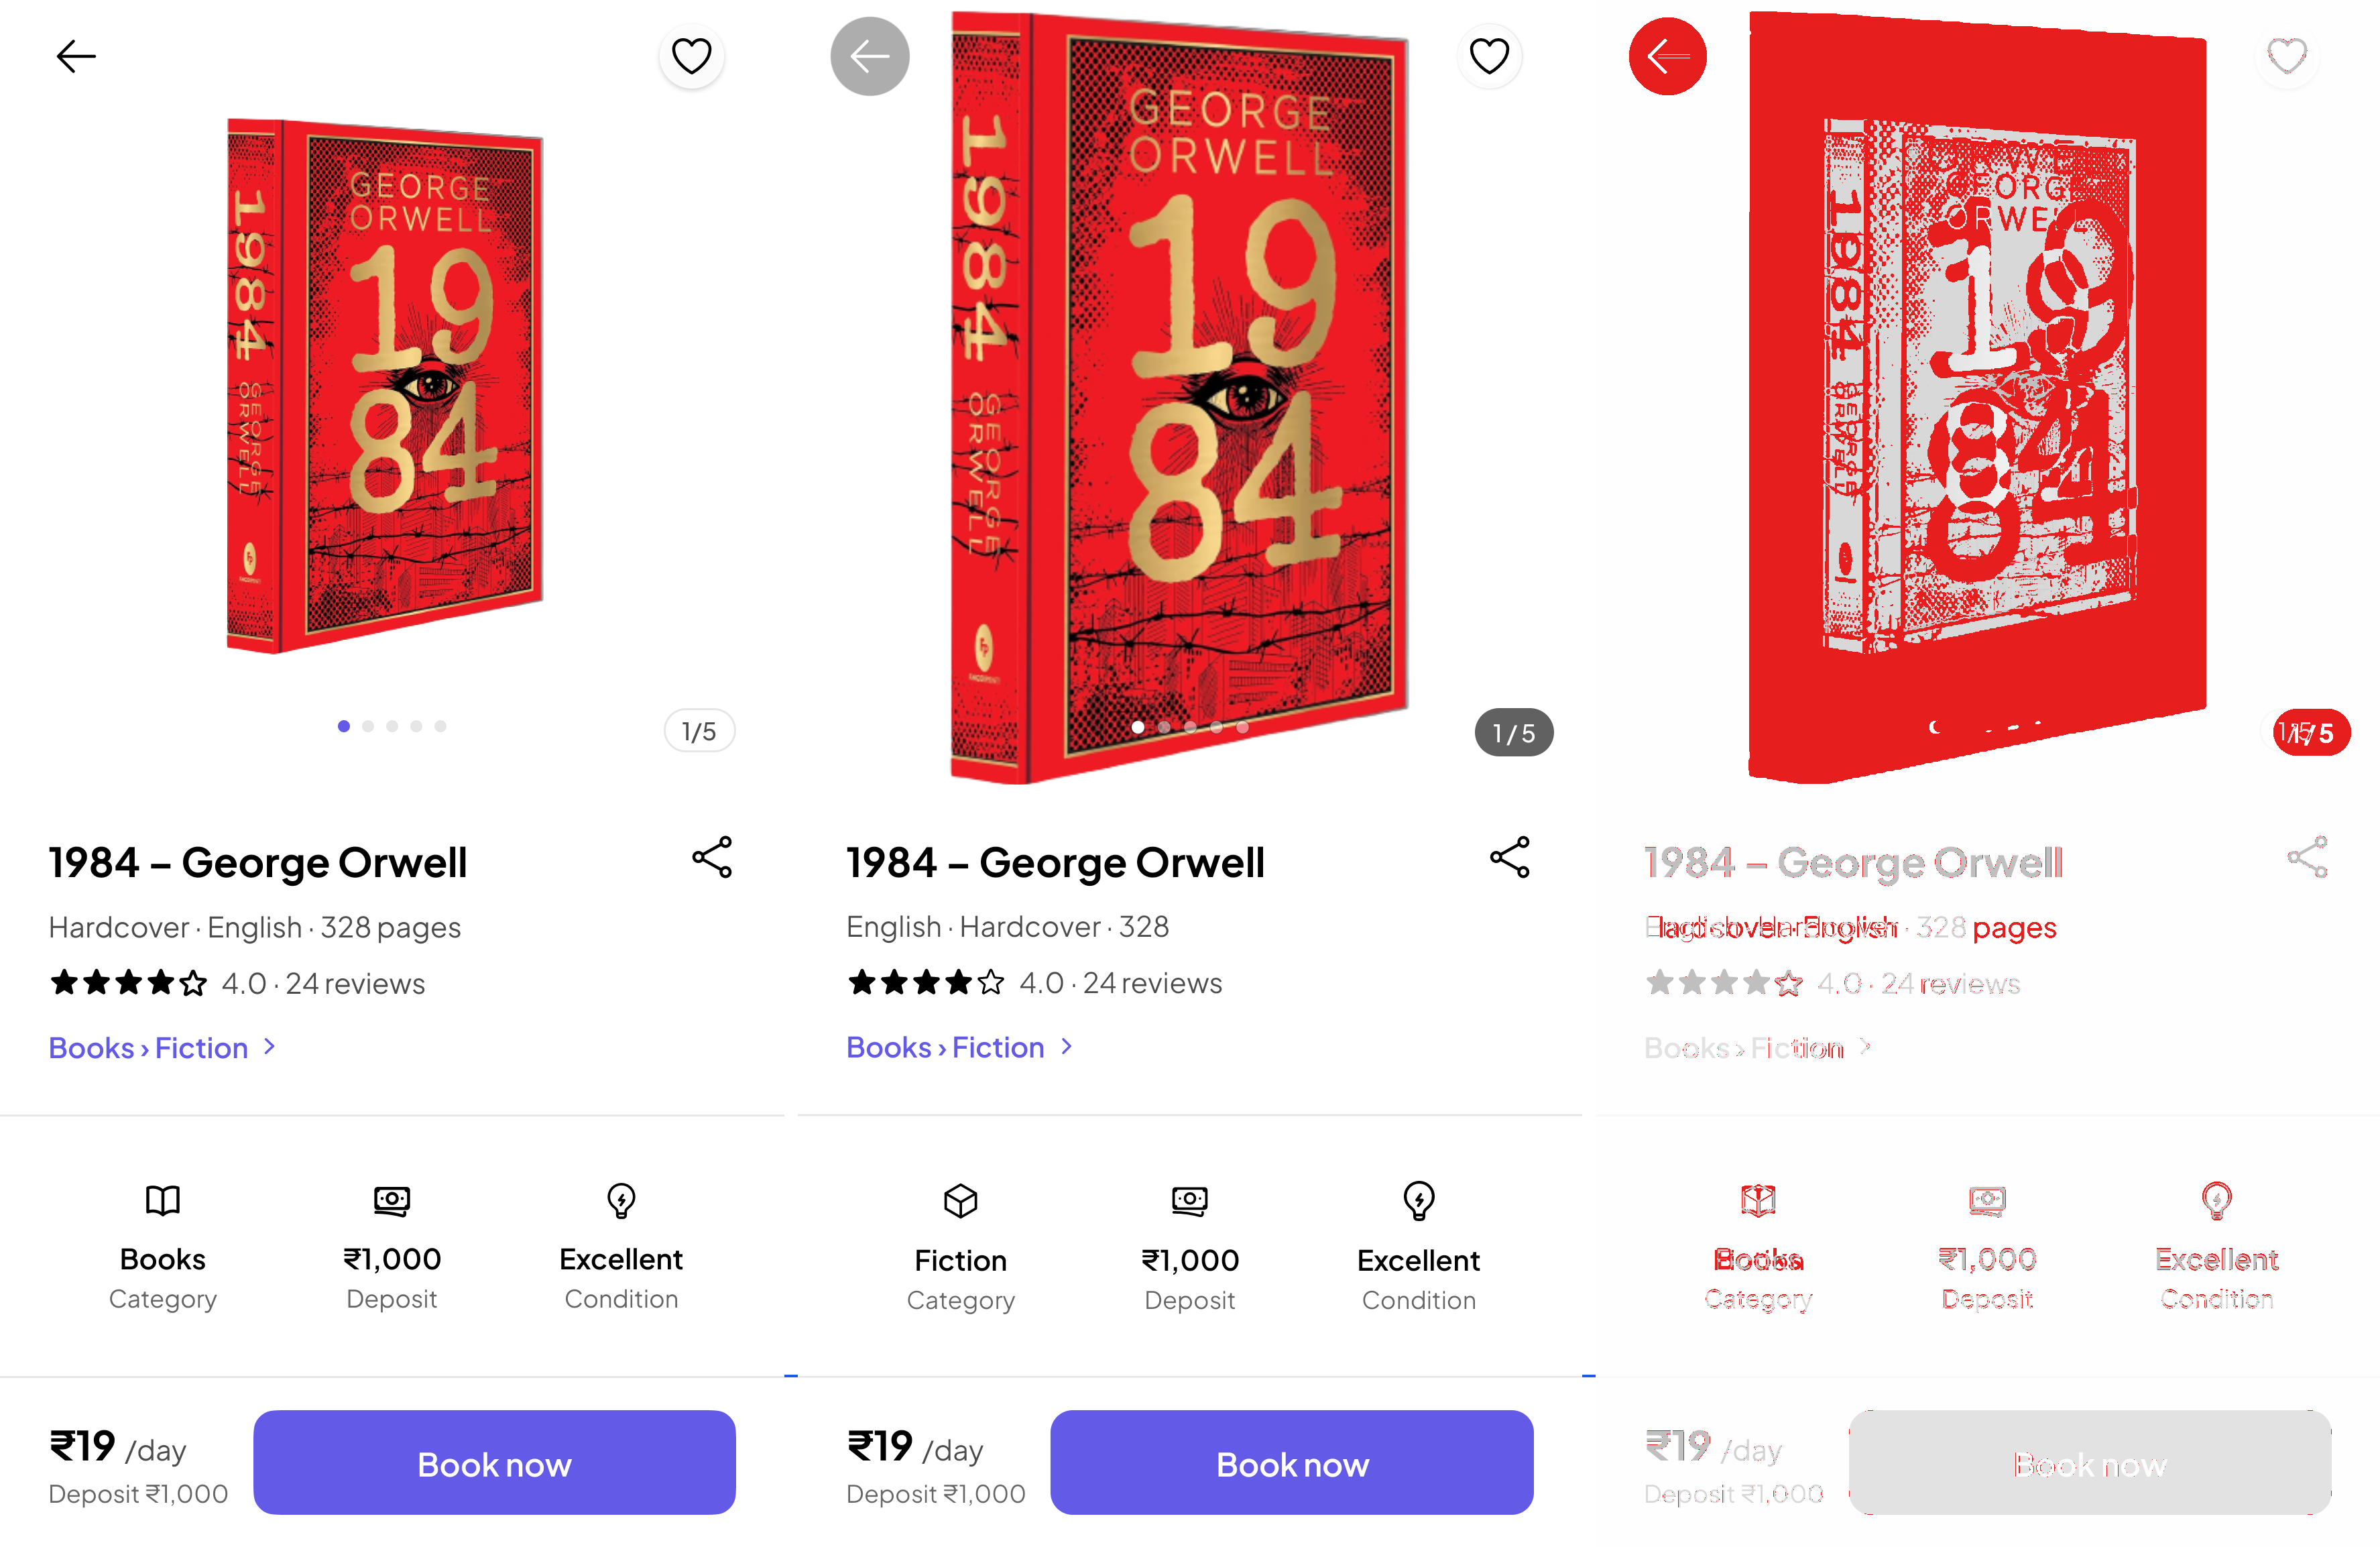 GEORGE
ORWELL
19
84
1984
GEORGE
ORWELL
1/5
1984 – George Orwell
Hardcover · English · 328 pages
4.0 · 24 reviews
Books › Fiction
Books
Category
₹1,000
Deposit
Excellent
Condition
₹19 /day
Deposit ₹1,000
Book now
GEORGE
ORWELL
19
84
1984
GEORGE
ORWELL
FP
1/5
1984 – George Orwell
English · Hardcover · 328
4.0 · 24 reviews
Books › Fiction
Fiction
Category
₹1,000
Deposit
Excellent
Condition
₹19 /day
Deposit ₹1,000
Book now
1984
1984 – George Orwell
328 pages
4.0 · 24 reviews
Books › Fiction
Category
₹1,000
Deposit
Excellent
Condition
₹19 /day
Deposit ₹1,000
Book now